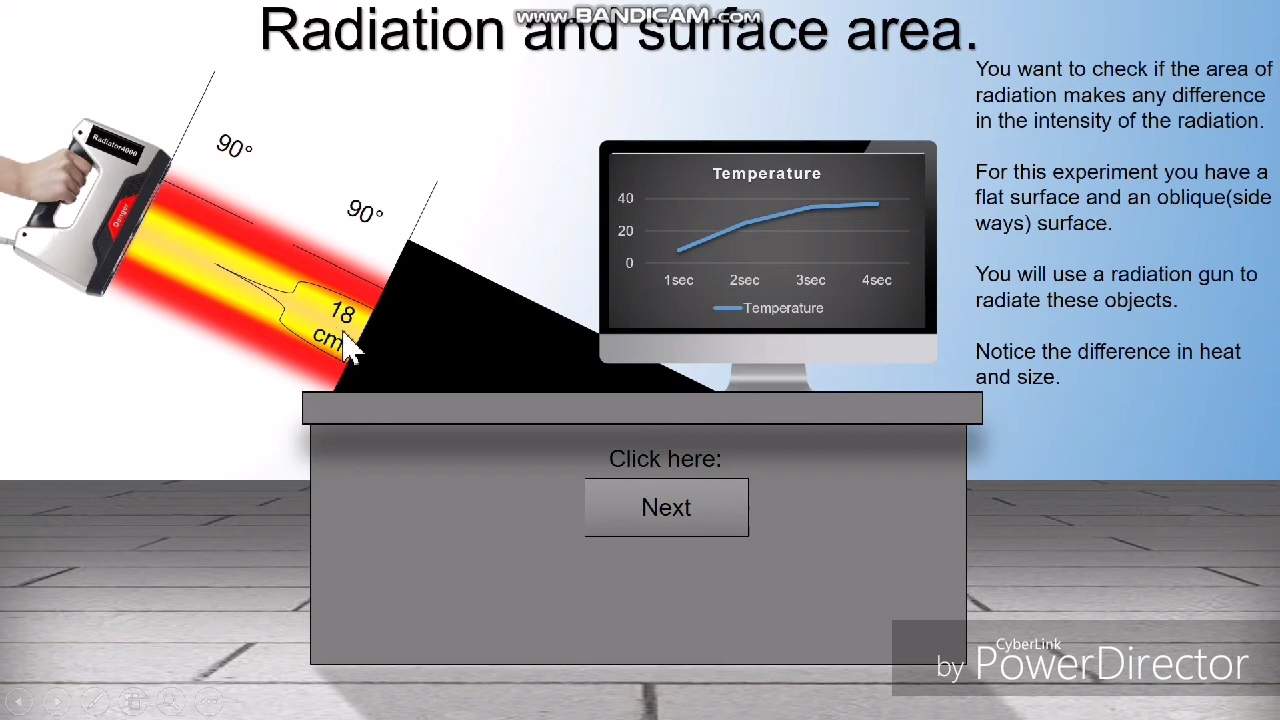 www.BANDICAM.com
Radiation and surface area.
You want to check if the area of
radiation makes any difference
in the intensity of the radiation.
For this experiment you have a
flat surface and an oblique(side
ways) surface.
You will use a radiation gun to
radiate these objects.
Notice the difference in heat
and size.
Radiator4000
Danger
90°
90°
18
cm
Temperature
40
20
0
1sec 2sec 3sec 4sec
Temperature
Click here:
Next
CyberLink
by PowerDirector